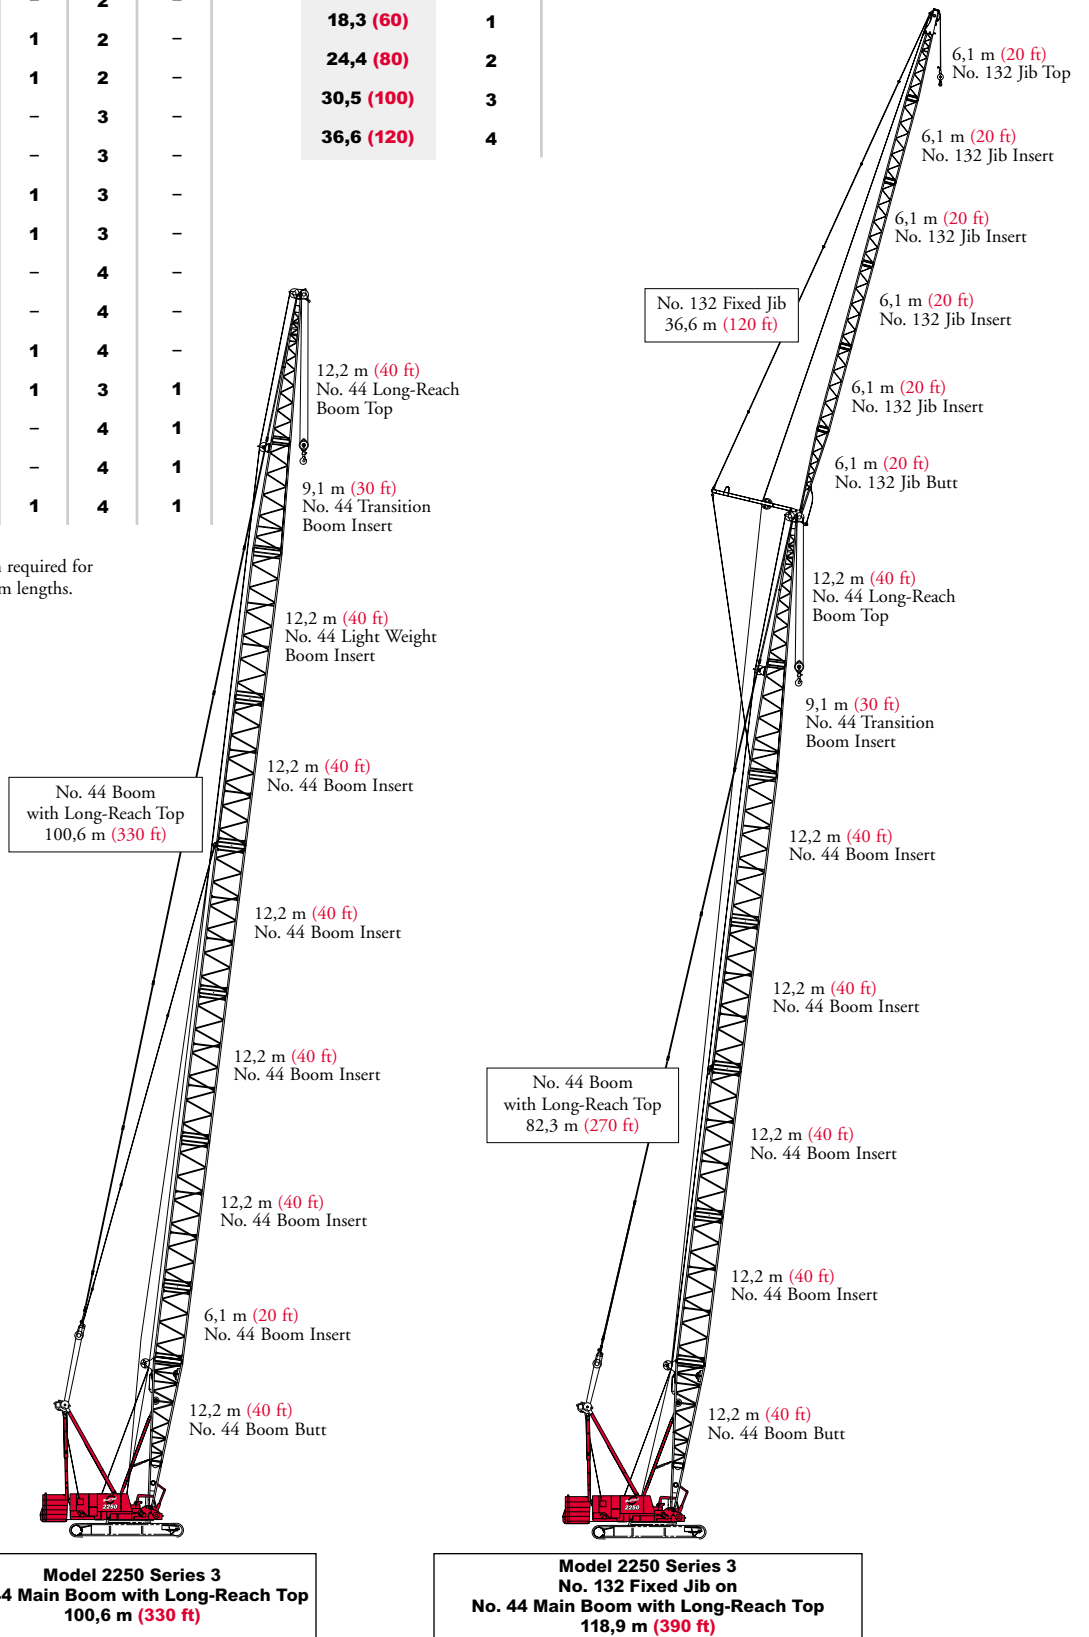 – 2 –
1 2 –
1 2 –
– 3 –
– 3 –
1 3 –
1 3 –
– 4 –
– 4 –
1 4 –
1 3 1
– 4 1
– 4 1
1 4 1
required for
lengths.
18,3 (60) 1
24,4 (80) 2
30,5 (100) 3
36,6 (120) 4
12,2 m (40 ft)
No. 44 Long-Reach
Boom Top
9,1 m (30 ft)
No. 44 Transition
Boom Insert
12,2 m (40 ft)
No. 44 Light Weight
Boom Insert
12,2 m (40 ft)
No. 44 Boom Insert
No. 44 Boom
with Long-Reach Top
100,6 m (330 ft)
12,2 m (40 ft)
No. 44 Boom Insert
12,2 m (40 ft)
No. 44 Boom Insert
12,2 m (40 ft)
No. 44 Boom Insert
6,1 m (20 ft)
No. 44 Boom Insert
12,2 m (40 ft)
No. 44 Boom Butt
2250
Model 2250 Series 3
44 Main Boom with Long-Reach Top
100,6 m (330 ft)
6,1 m (20 ft)
No. 132 Jib Top
6,1 m (20 ft)
No. 132 Jib Insert
6,1 m (20 ft)
No. 132 Jib Insert
6,1 m (20 ft)
No. 132 Jib Insert
No. 132 Fixed Jib
36,6 m (120 ft)
6,1 m (20 ft)
No. 132 Jib Insert
6,1 m (20 ft)
No. 132 Jib Butt
12,2 m (40 ft)
No. 44 Long-Reach
Boom Top
9,1 m (30 ft)
No. 44 Transition
Boom Insert
12,2 m (40 ft)
No. 44 Boom Insert
12,2 m (40 ft)
No. 44 Boom Insert
No. 44 Boom
with Long-Reach Top
82,3 m (270 ft)
12,2 m (40 ft)
No. 44 Boom Insert
12,2 m (40 ft)
No. 44 Boom Insert
12,2 m (40 ft)
No. 44 Boom Butt
2250
Model 2250 Series 3
No. 132 Fixed Jib on
No. 44 Main Boom with Long-Reach Top
118,9 m (390 ft)